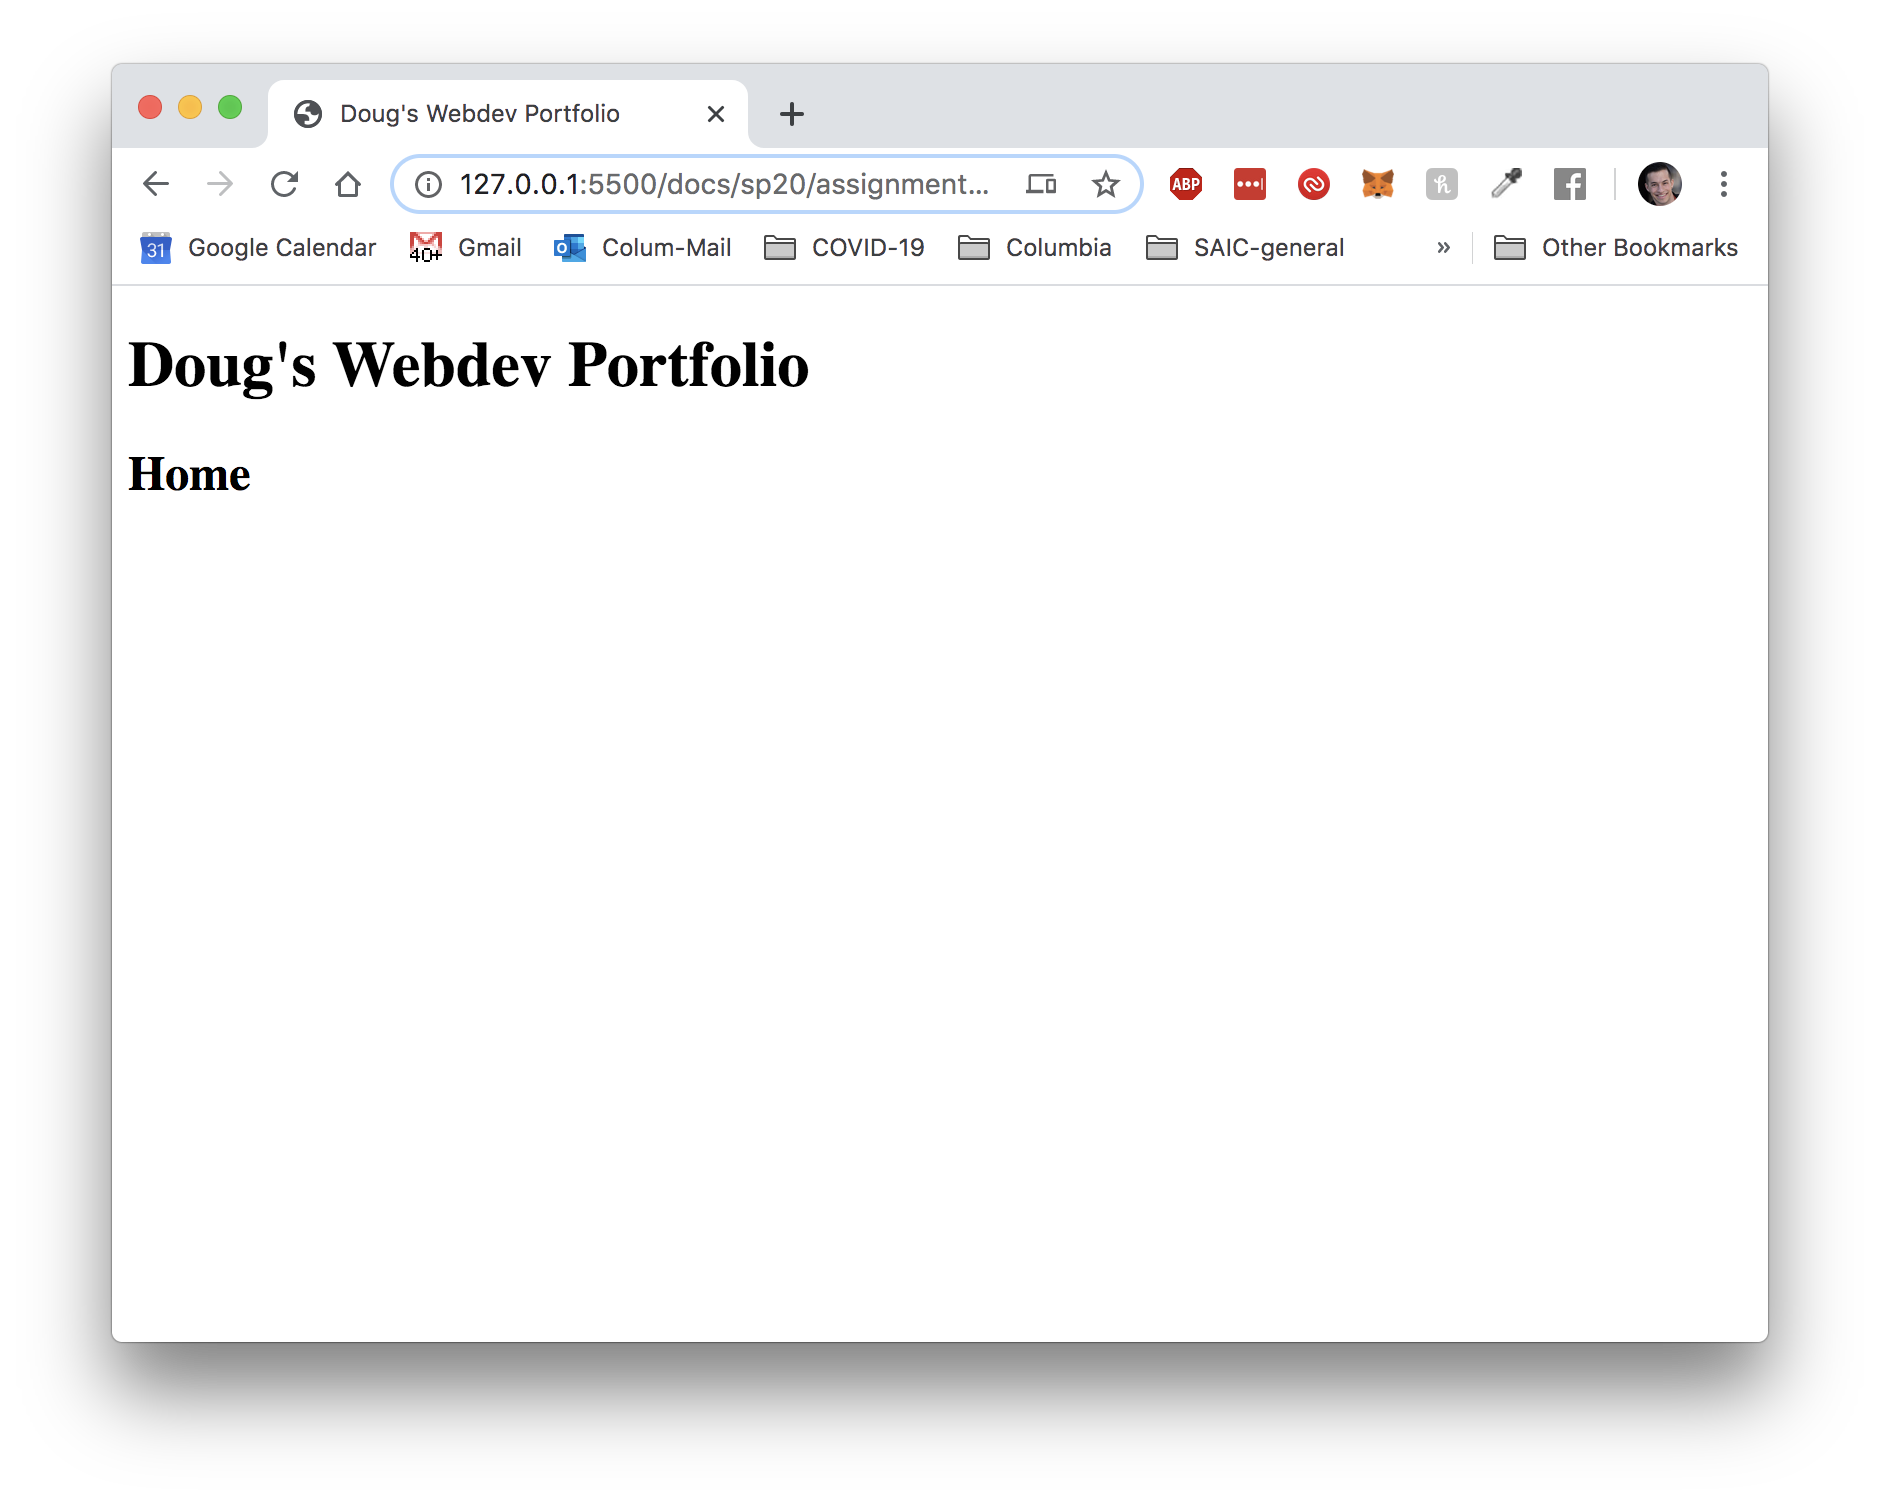 Doug's Webdev Portfolio
127.0.0.1:5500/docs/sp20/assignment...
ABP
31 Google Calendar 40+ Gmail o Colum-Mail COVID-19 Columbia SAIC-general » Other Bookmarks
Doug's Webdev Portfolio
Home